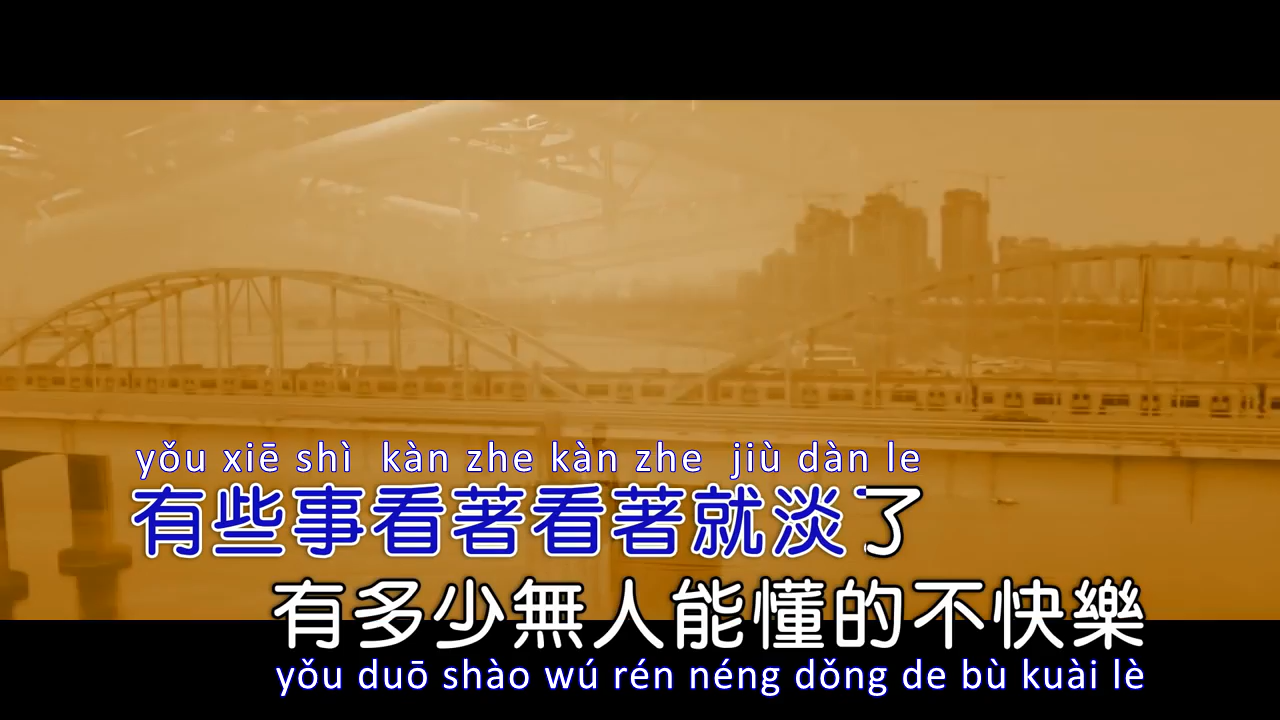 yǒu xiē shì kàn zhe kàn zhe jiù dàn le
有些事看著看著就淡了
有多少無人能懂的不快樂
yǒu duō shào wú rén néng dǒng de bù kuài lè